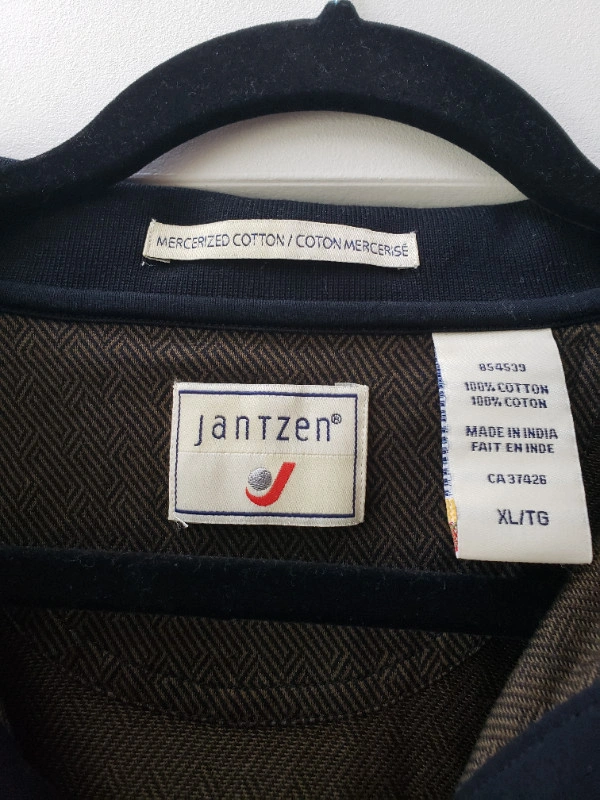 MERCERIZED COTTON / COTON MERCERISÉ
Jantzen®
854539
100% COTTON
100% COTON
MADE IN INDIA
FAIT EN INDE
CA 37426
XL/TG